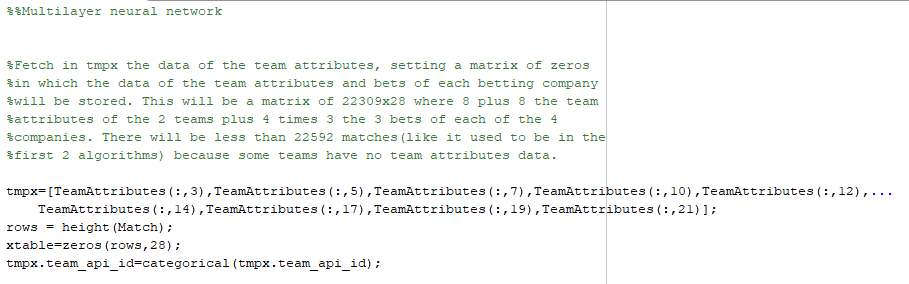 %%Multilayer neural network
%Fetch in tmpx the data of the team attributes, setting a matrix of zeros
%in which the data of the team attributes and bets of each betting company
%will be stored. This will be a matrix of 22309x28 where 8 plus 8 the team
%attributes of the 2 teams plus 4 times 3 the 3 bets of each of the 4
%companies. There will be less than 22592 matches(like it used to be in the
%first 2 algorithms) because some teams have no team attributes data.
tmpx=[TeamAttributes(:,3),TeamAttributes(:,5),TeamAttributes(:,7),TeamAttributes(:,10),TeamAttributes(:,12),...
TeamAttributes(:,14),TeamAttributes(:,17),TeamAttributes(:,19),TeamAttributes(:,21)];
rows = height(Match);
xtable=zeros(rows,28);
tmpx.team_api_id=categorical(tmpx.team_api_id);